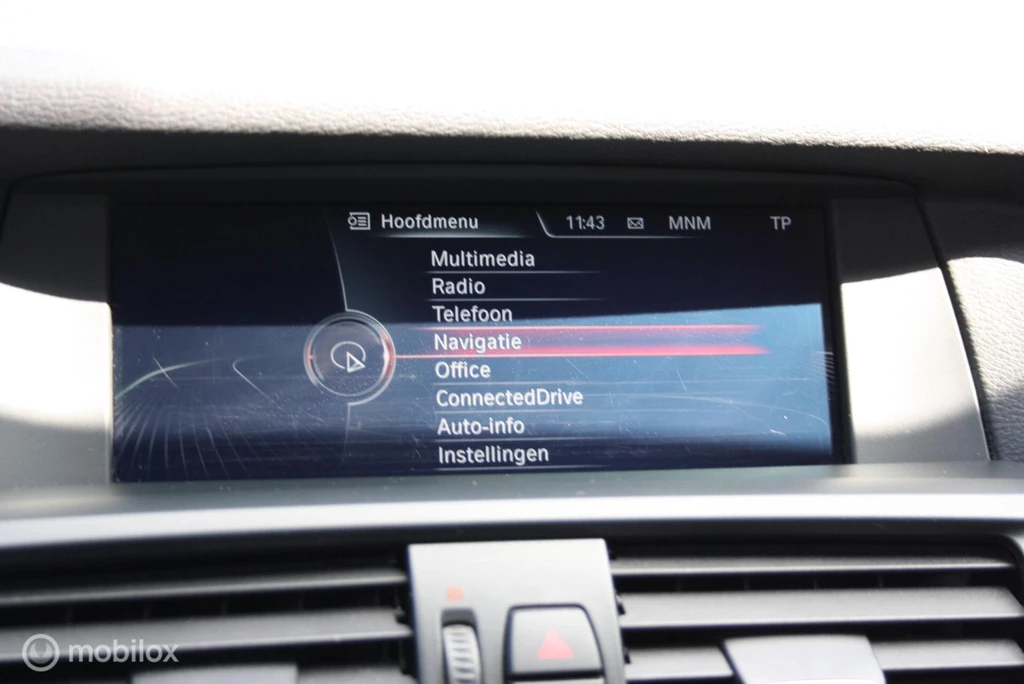 Hoofdmenu 11:43 MNM TP
Multimedia
Radio
Telefoon
Navigatie
Office
ConnectedDrive
Auto-info
Instellingen
mobilox